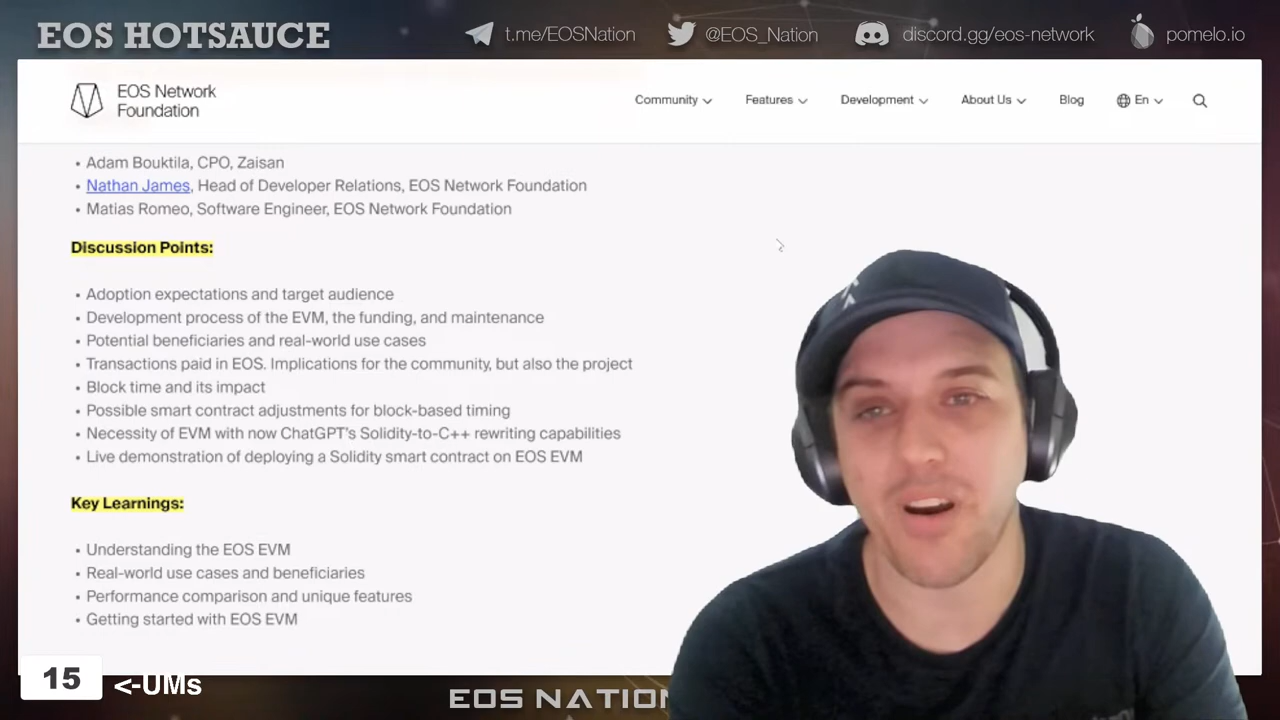 EOS HOTSAUCE
t.me/EOSNation
@EOS_Nation
discord.gg/eos-network
pomelo.io
EOS Network
Foundation
Community
Features
Development
About Us
Blog
En
• Adam Bouktila, CPO, Zaisan
• Nathan James, Head of Developer Relations, EOS Network Foundation
• Matias Romeo, Software Engineer, EOS Network Foundation
Discussion Points:
• Adoption expectations and target audience
• Development process of the EVM, the funding, and maintenance
• Potential beneficiaries and real-world use cases
• Transactions paid in EOS. Implications for the community, but also the project
• Block time and its impact
• Possible smart contract adjustments for block-based timing
• Necessity of EVM with now ChatGPT's Solidity-to-C++ rewriting capabilities
• Live demonstration of deploying a Solidity smart contract on EOS EVM
Key Learnings:
• Understanding the EOS EVM
• Real-world use cases and beneficiaries
• Performance comparison and unique features
• Getting started with EOS EVM
15 <-UMs
EOS NATION